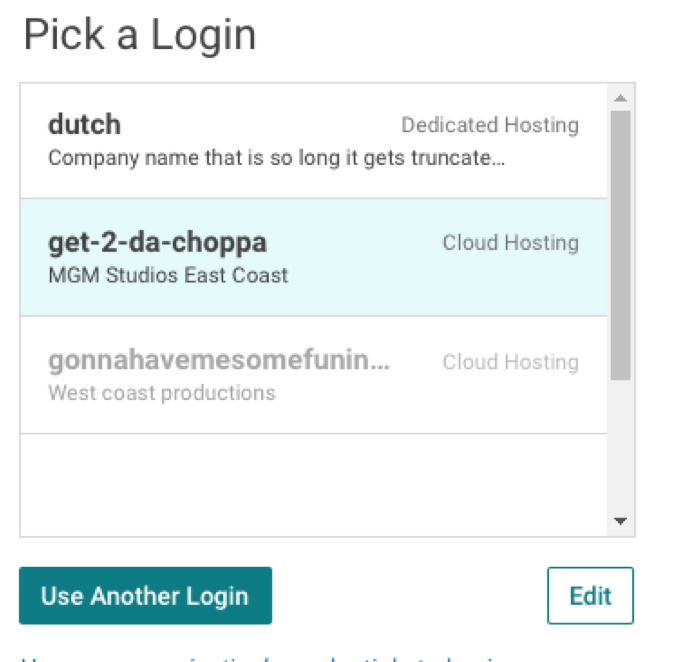 Pick a Login
dutch Dedicated Hosting
Company name that is so long it gets truncate...
get-2-da-choppa Cloud Hosting
MGM Studios East Coast
gonnahavemesomefunin... Cloud Hosting
West coast productions
Use Another Login Edit